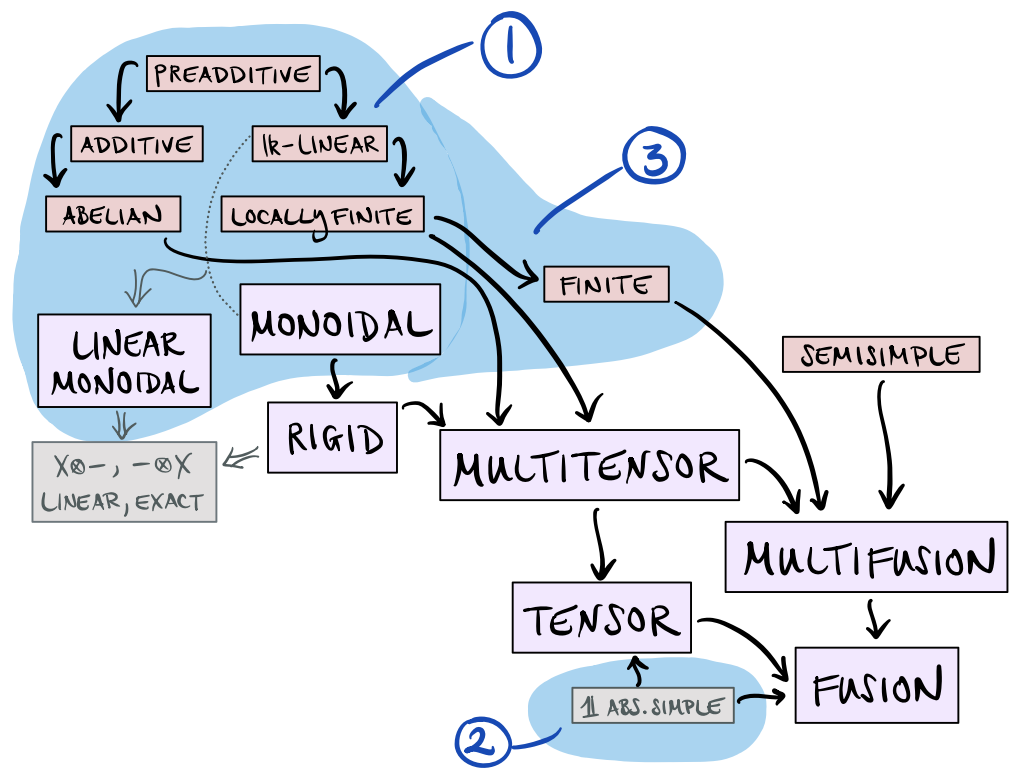 1
PREADDITIVE
3
ADDITIVE
𝕜-LINEAR
ABELIAN
LOCALLY FINITE
FINITE
LINEAR
MONOIDAL
MONOIDAL
SEMISIMPLE
RIGID
X⊗-, -⊗X
LINEAR, EXACT
MULTITENSOR
MULTIFUSION
TENSOR
FUSION
𝟙 ABS. SIMPLE
2